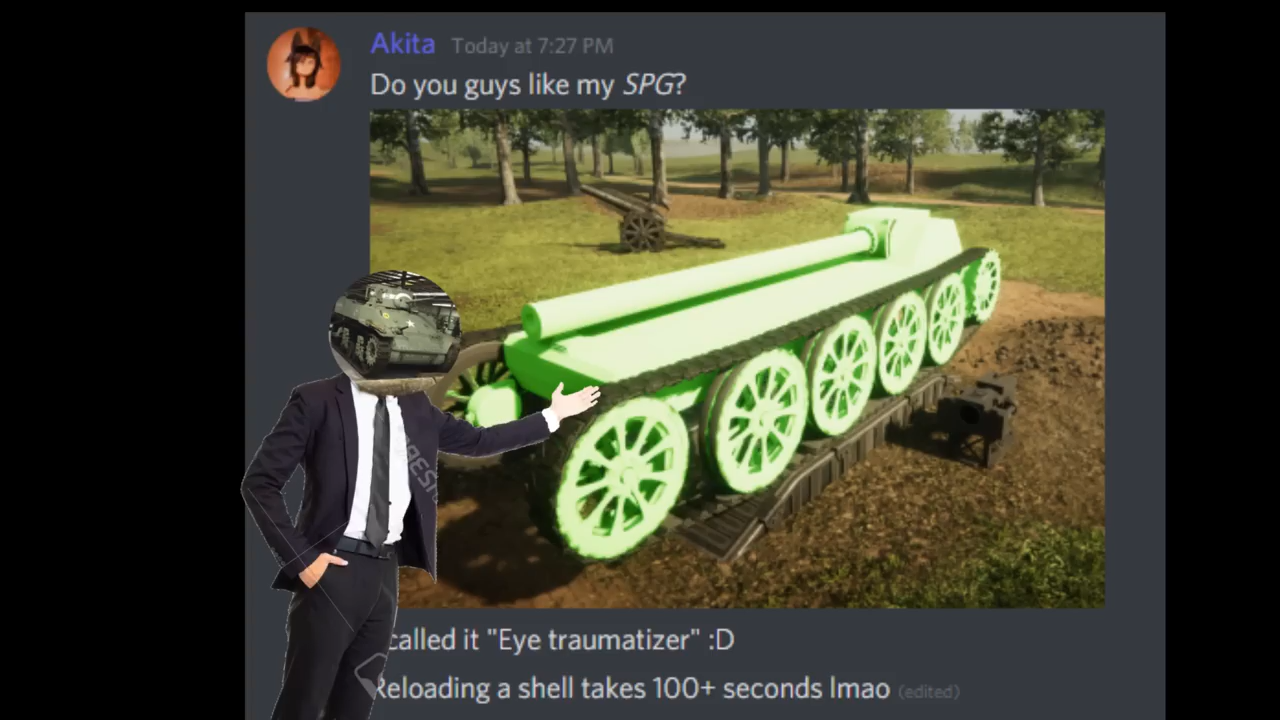 Akita Today at 7:27 PM
Do you guys like my SPG?
called it "Eye traumatizer" :D
Reloading a shell takes 100+ seconds lmao (edited)